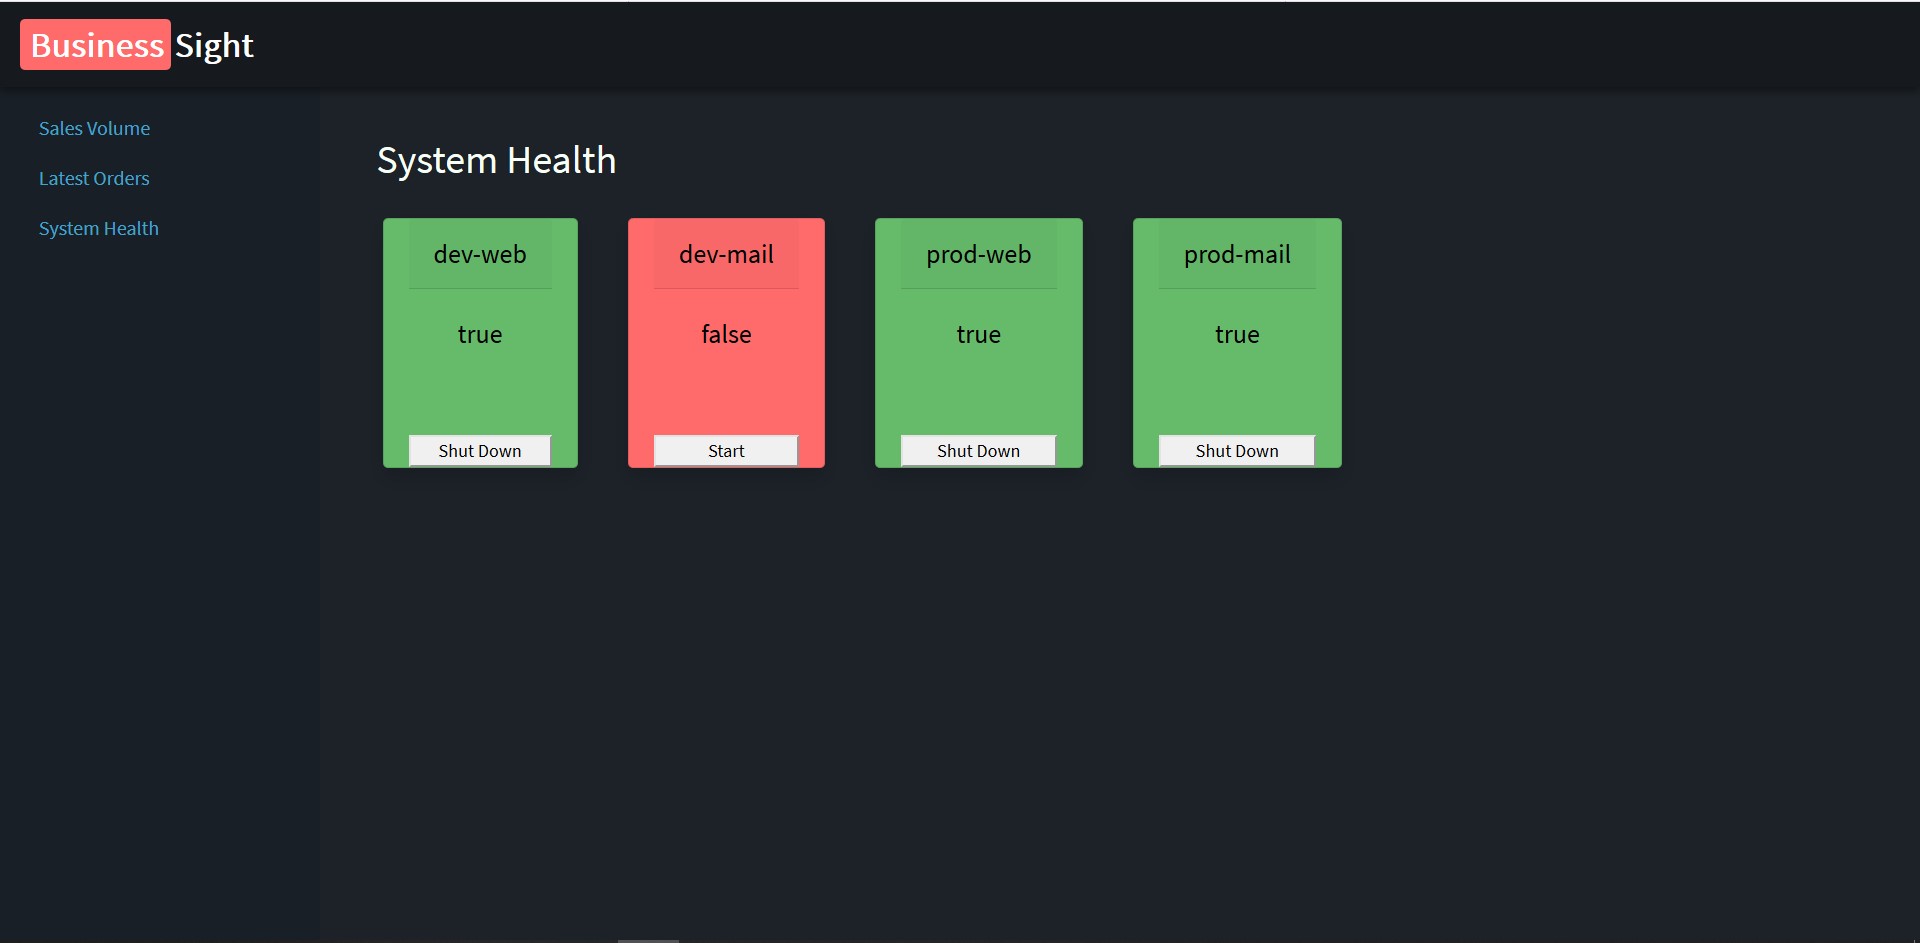 Business Sight
Sales Volume
Latest Orders
System Health
System Health
dev-web
true
Shut Down
dev-mail
false
Start
prod-web
true
Shut Down
prod-mail
true
Shut Down